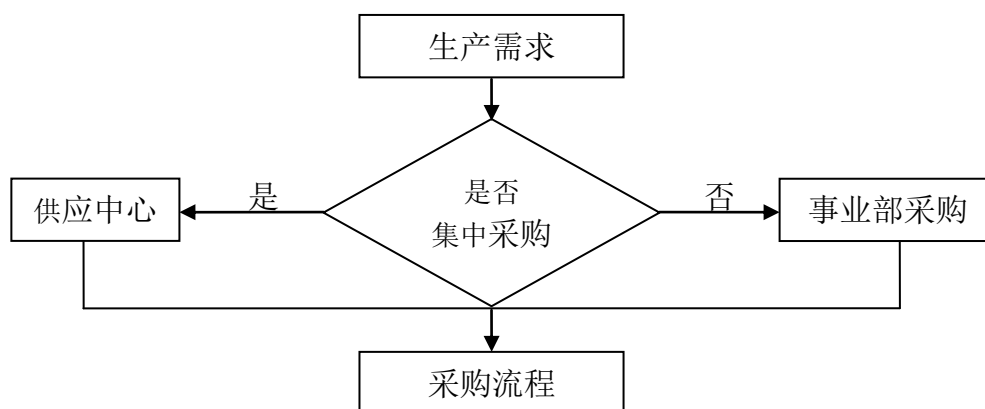 生产需求
是否
集中采购
是
否
供应中心
事业部采购
采购流程